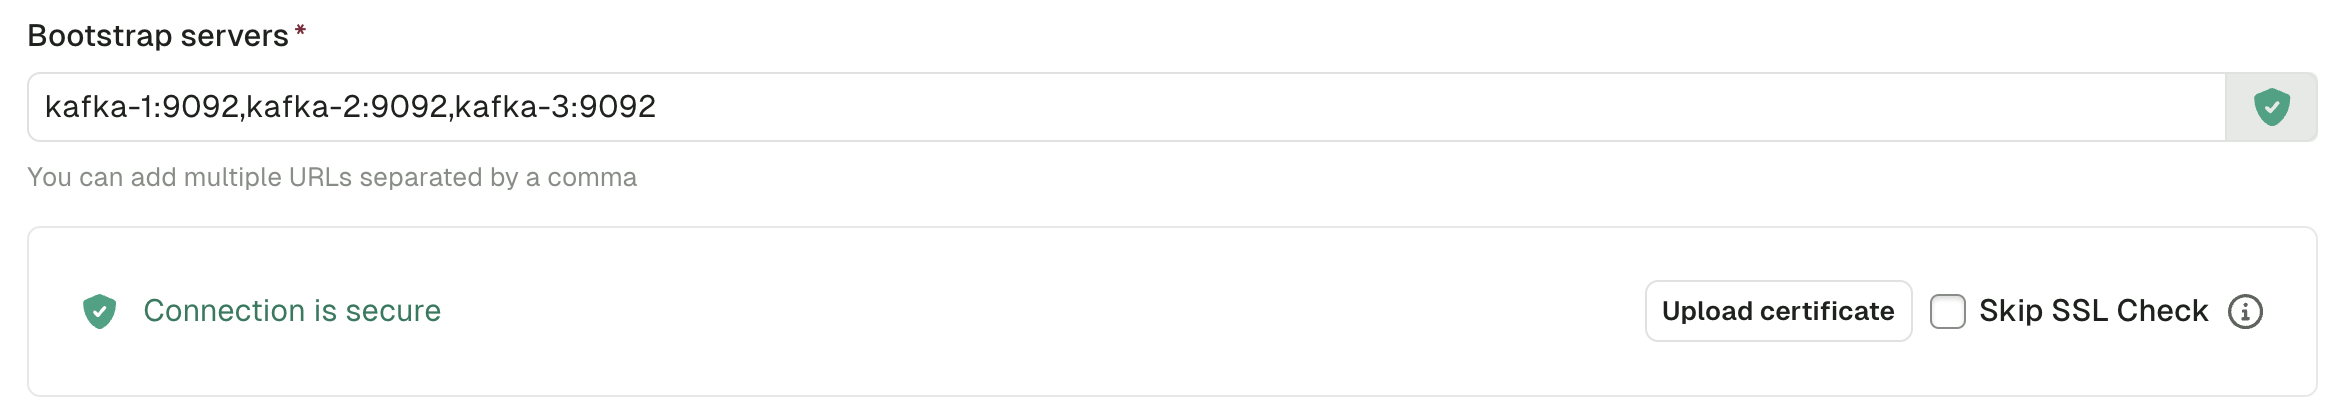 Bootstrap servers*
kafka-1:9092,kafka-2:9092,kafka-3:9092
You can add multiple URLs separated by a comma
Connection is secure
Upload certificate
Skip SSL Check